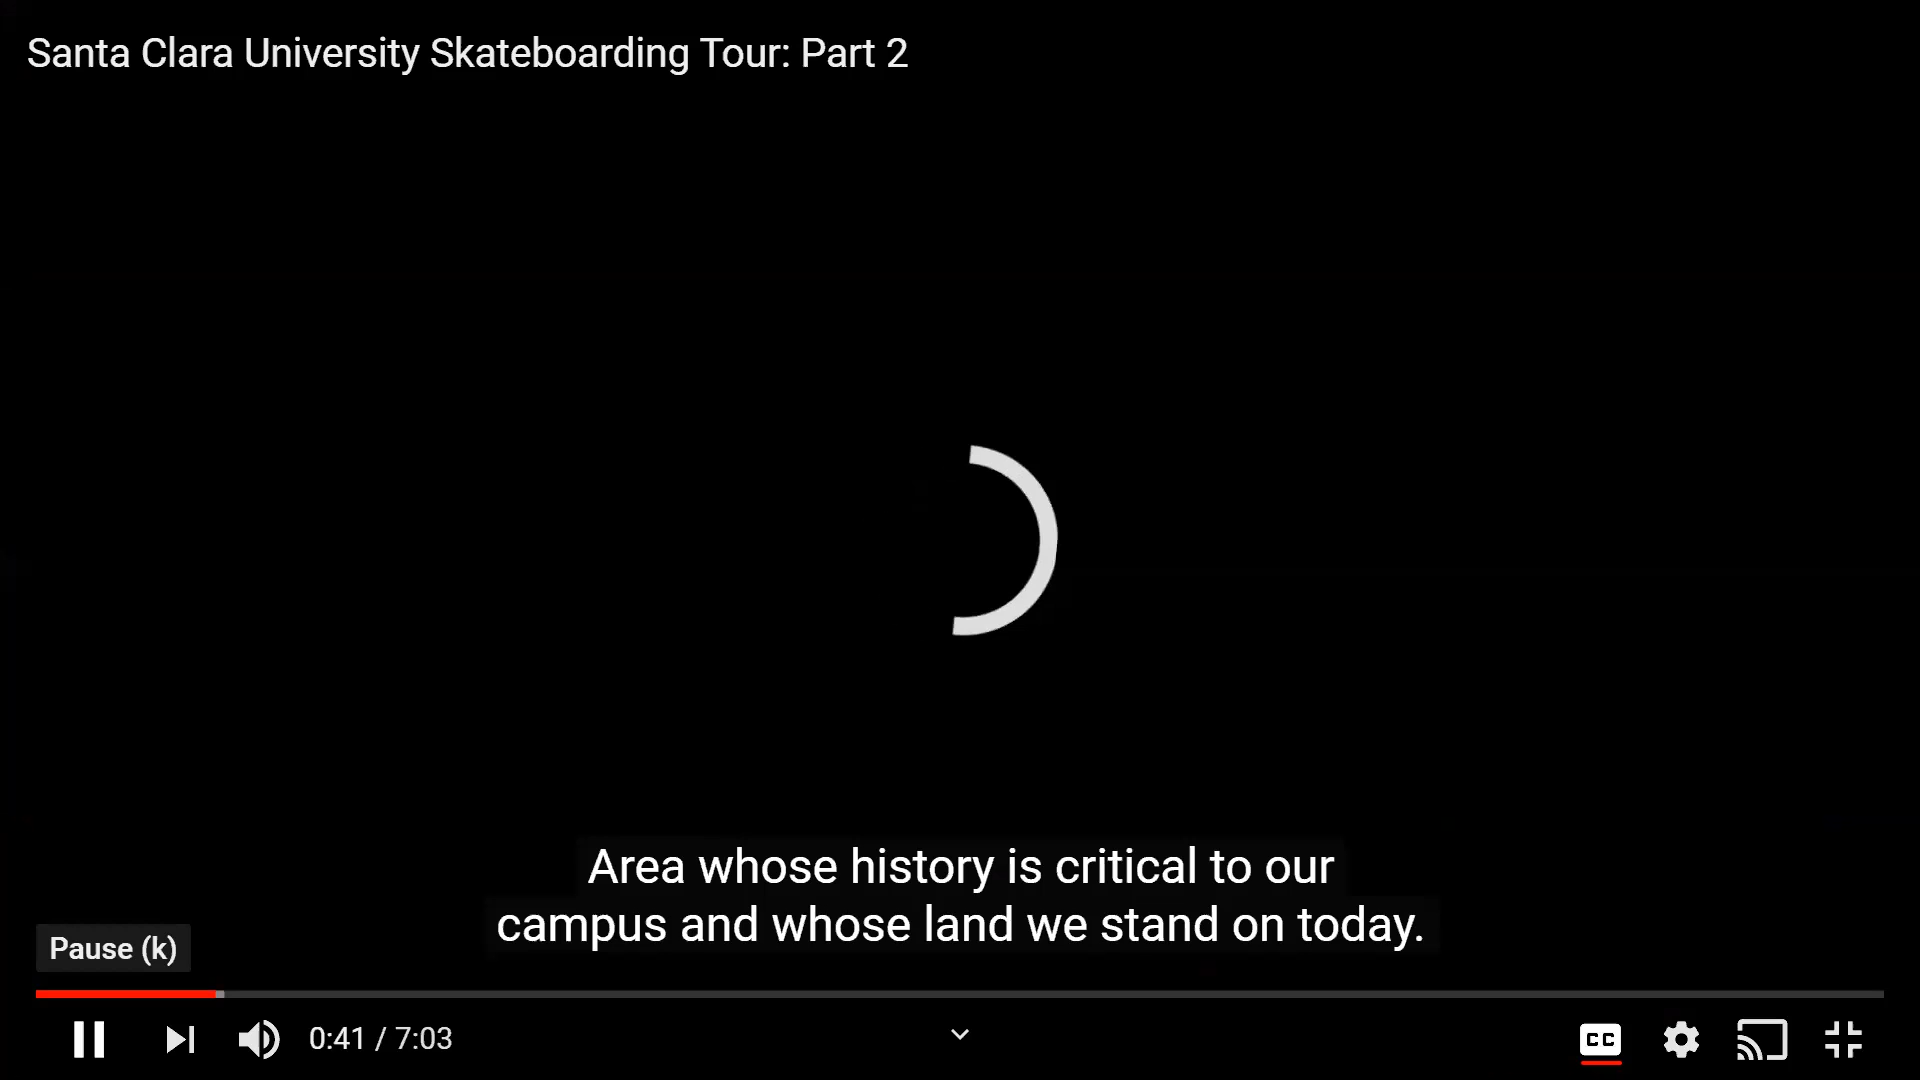 Santa Clara University Skateboarding Tour: Part 2
Area whose history is critical to our
campus and whose land we stand on today.
Pause (k)
0:41 / 7:03
CC